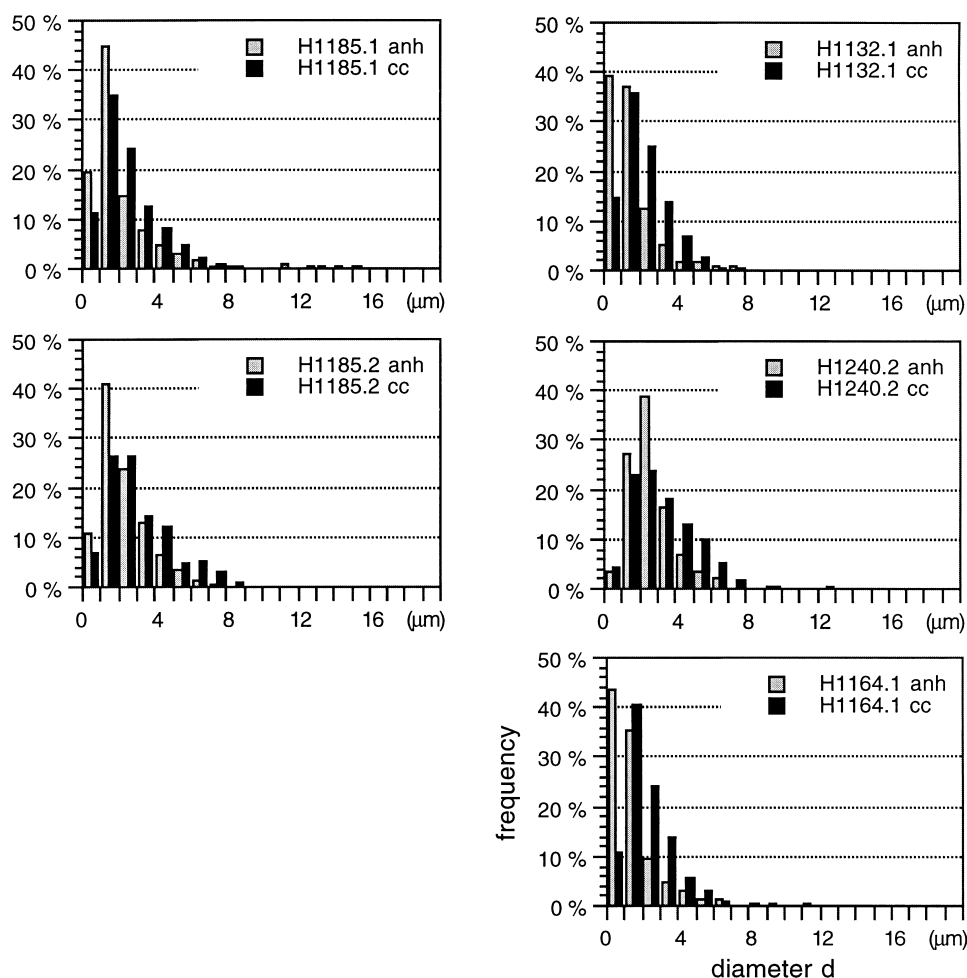 50 %
40 %
30 %
20 %
10 %
0 %
H1185.1 anh
H1185.1 cc
0 4 8 12 16 (µm)
50 %
40 %
30 %
20 %
10 %
0 %
H1132.1 anh
H1132.1 cc
0 4 8 12 16 (µm)
50 %
40 %
30 %
20 %
10 %
0 %
H1185.2 anh
H1185.2 cc
0 4 8 12 16 (µm)
50 %
40 %
30 %
20 %
10 %
0 %
H1240.2 anh
H1240.2 cc
0 4 8 12 16 (µm)
50 %
40 %
30 %
20 %
10 %
0 %
H1164.1 anh
H1164.1 cc
frequency
0 4 8 12 16 (µm)
diameter d